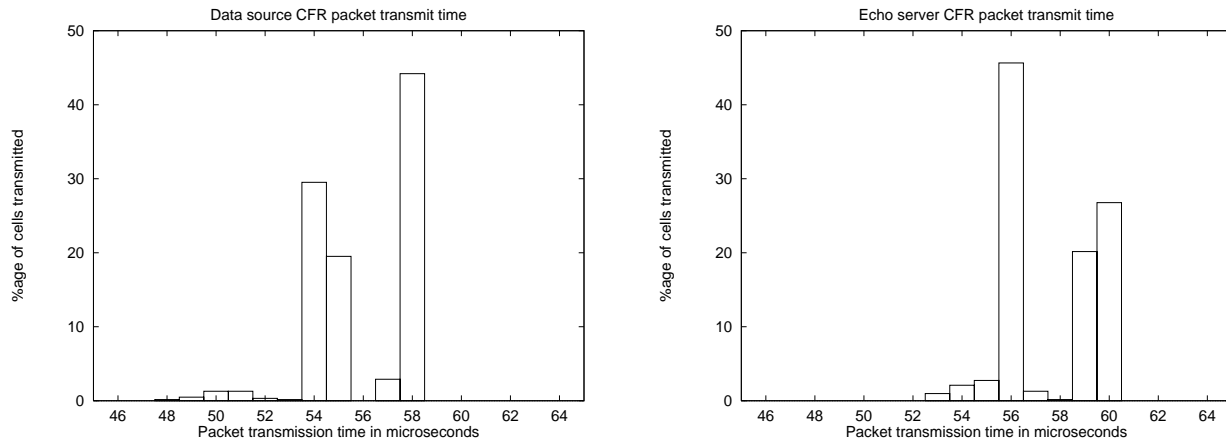 Data source CFR packet transmit time
50
40
30
20
10
0
%age of cells transmitted
46 48 50 52 54 56 58 60 62 64
Packet transmission time in microseconds
Echo server CFR packet transmit time
50
40
30
20
10
0
%age of cells transmitted
46 48 50 52 54 56 58 60 62 64
Packet transmission time in microseconds